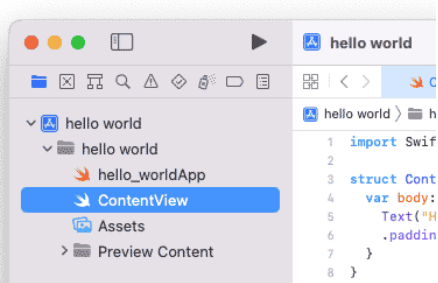 hello world
hello world
hello world
hello world
hello_worldApp
ContentView
Assets
Preview Content
1 import Swif
2
3 struct Cont
4 var body:
5 Text("H
6 .paddin
7 }
8 }